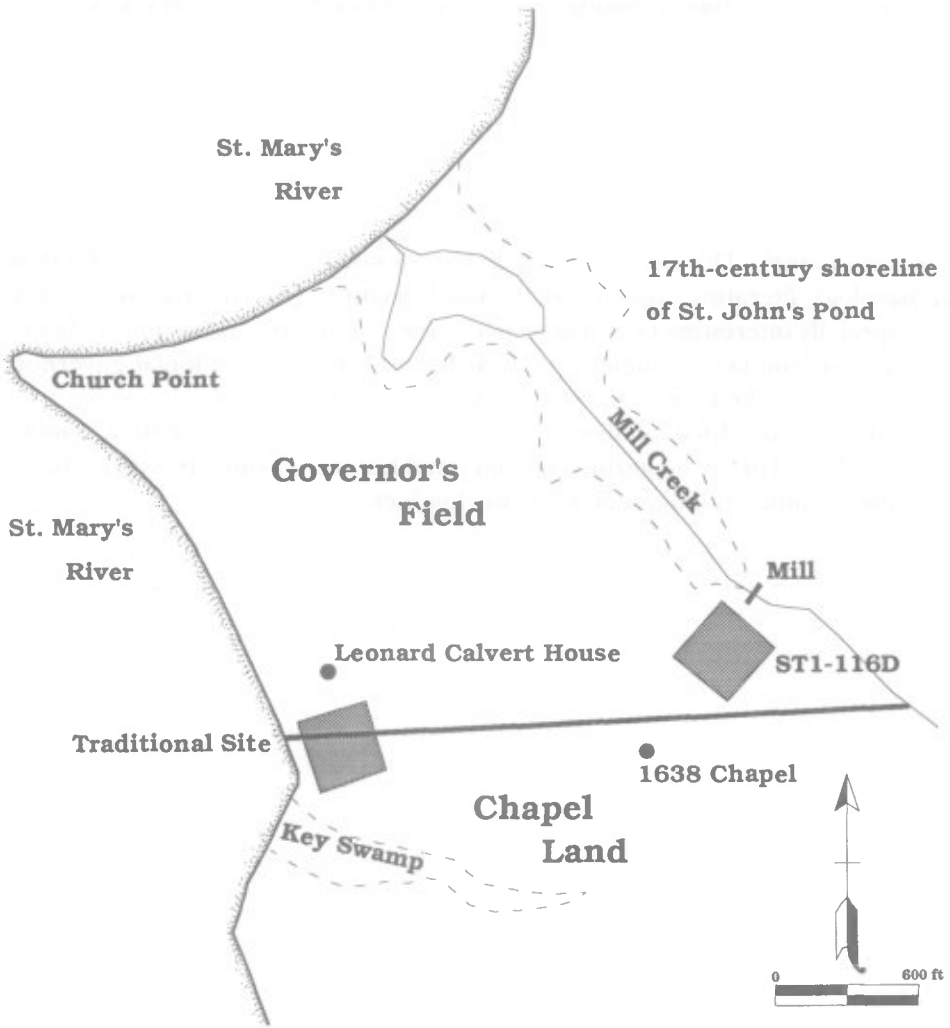 St. Mary's
River
17th-century shoreline
of St. John's Pond
Church Point
Mill Creek
Governor's
Field
St. Mary's
River
Mill
Leonard Calvert House
ST1-116D
Traditional Site
1638 Chapel
Chapel
Land
Key Swamp
0 600 ft